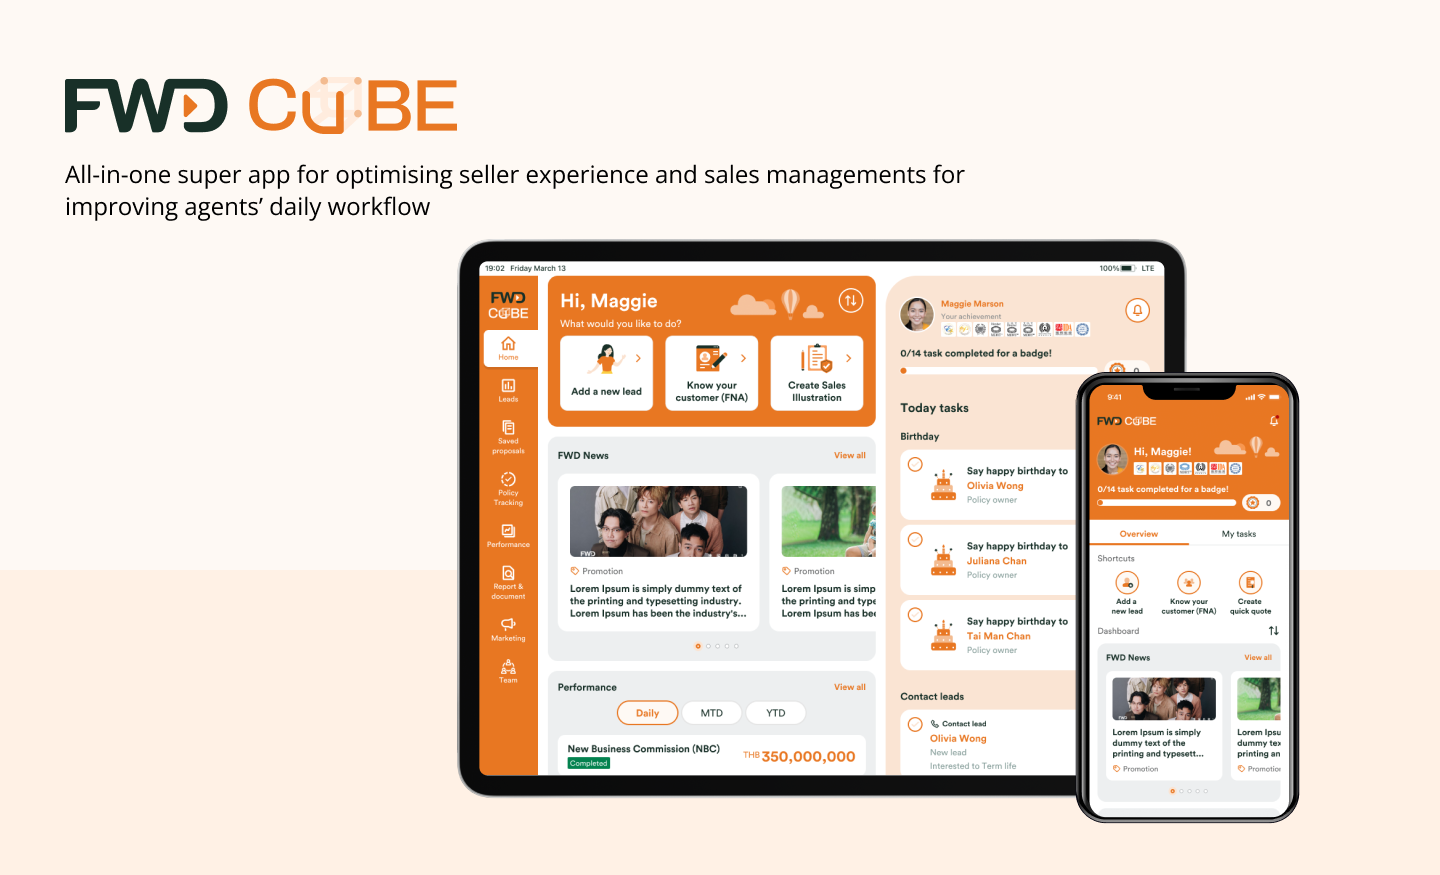 FWD CUBE
All-in-one super app for optimising seller experience and sales managements for
improving agents’ daily workflow
19:02 Friday March 13
100% LTE
FWD
CUBE
Home
Leads
Saved
proposals
Policy
Tracking
Performance
Report &
document
Marketing
Team
Hi, Maggie
What would you like to do?
Add a new lead
Know your
customer (FNA)
Create Sales
Illustration
FWD News
View all
FWD
Promotion
Lorem Ipsum is simply dummy text of
the printing and typesetting industry.
Lorem Ipsum has been the industry's...
Promotion
Lorem Ipsum is simp
the printing and type
Lorem Ipsum has bee
Performance
View all
Daily
MTD
YTD
New Business Commission (NBC)
Completed
THB 350,000,000
Maggie Marson
Your achievement
0/14 task completed for a badge!
0
Today tasks
Birthday
Say happy birthday to
Olivia Wong
Policy owner
Say happy birthday to
Juliana Chan
Policy owner
Say happy birthday to
Tai Man Chan
Policy owner
Contact leads
Contact lead
Olivia Wong
New lead
Interested to Term life
9:41
FWD CUBE
Hi, Maggie!
0/14 task completed for a badge!
0
Overview
My tasks
Shortcuts
Add a
new lead
Know your
customer (FNA)
Create
quick quote
Dashboard
FWD News
View all
FWD
Lorem Ipsum is simply
dummy text of the
printing and typesett...
Promotion
Lorem Ipsu
dummy tex
printing an
Promotion